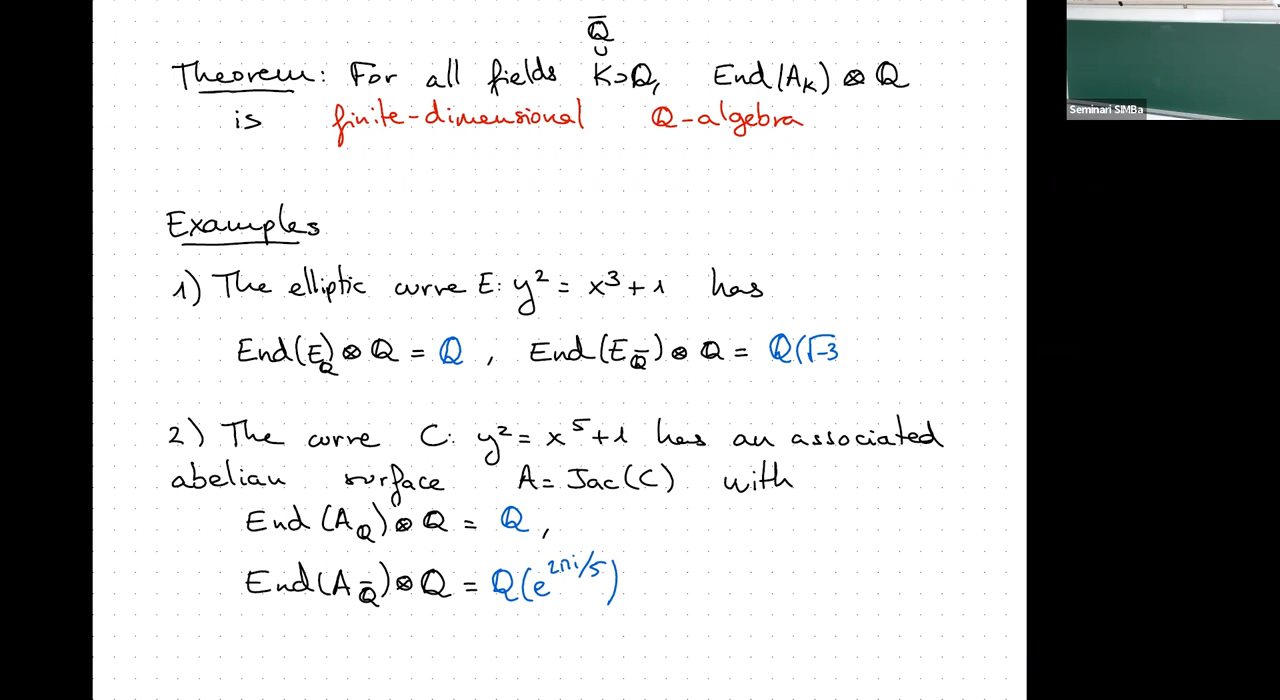 Q̄
∪
Theorem: For all fields K⊃Q, End(A_K) ⊗ Q
is finite-dimensional Q-algebra
Examples
1) The elliptic curve E: y² = x³+1 has
End(E_Q) ⊗ Q = Q , End(E_Q̄) ⊗ Q = Q(√-3
2) The curve C: y² = x⁵+1 has an associated
abelian surface A = Jac(C) with
End(A_Q) ⊗ Q = Q ,
End(A_Q̄) ⊗ Q = Q(e^{2πi/5})
Seminari SIMBa